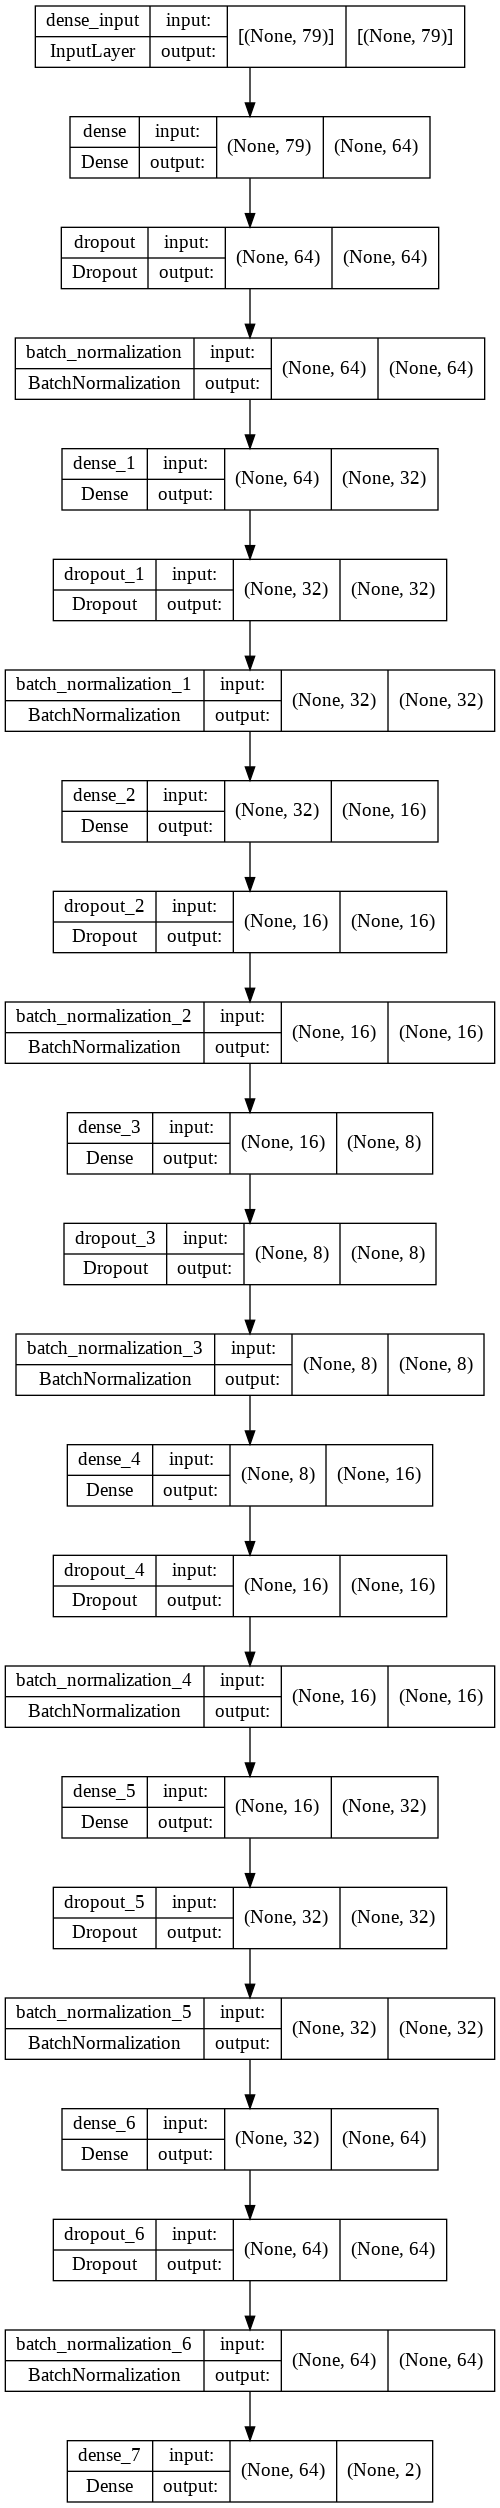 dense_input input: [(None, 79)] [(None, 79)]
InputLayer output:
dense input: (None, 79) (None, 64)
Dense output:
dropout input: (None, 64) (None, 64)
Dropout output:
batch_normalization input: (None, 64) (None, 64)
BatchNormalization output:
dense_1 input: (None, 64) (None, 32)
Dense output:
dropout_1 input: (None, 32) (None, 32)
Dropout output:
batch_normalization_1 input: (None, 32) (None, 32)
BatchNormalization output:
dense_2 input: (None, 32) (None, 16)
Dense output:
dropout_2 input: (None, 16) (None, 16)
Dropout output:
batch_normalization_2 input: (None, 16) (None, 16)
BatchNormalization output:
dense_3 input: (None, 16) (None, 8)
Dense output:
dropout_3 input: (None, 8) (None, 8)
Dropout output:
batch_normalization_3 input: (None, 8) (None, 8)
BatchNormalization output:
dense_4 input: (None, 8) (None, 16)
Dense output:
dropout_4 input: (None, 16) (None, 16)
Dropout output:
batch_normalization_4 input: (None, 16) (None, 16)
BatchNormalization output:
dense_5 input: (None, 16) (None, 32)
Dense output:
dropout_5 input: (None, 32) (None, 32)
Dropout output:
batch_normalization_5 input: (None, 32) (None, 32)
BatchNormalization output:
dense_6 input: (None, 32) (None, 64)
Dense output:
dropout_6 input: (None, 64) (None, 64)
Dropout output:
batch_normalization_6 input: (None, 64) (None, 64)
BatchNormalization output:
dense_7 input: (None, 64) (None, 2)
Dense output: